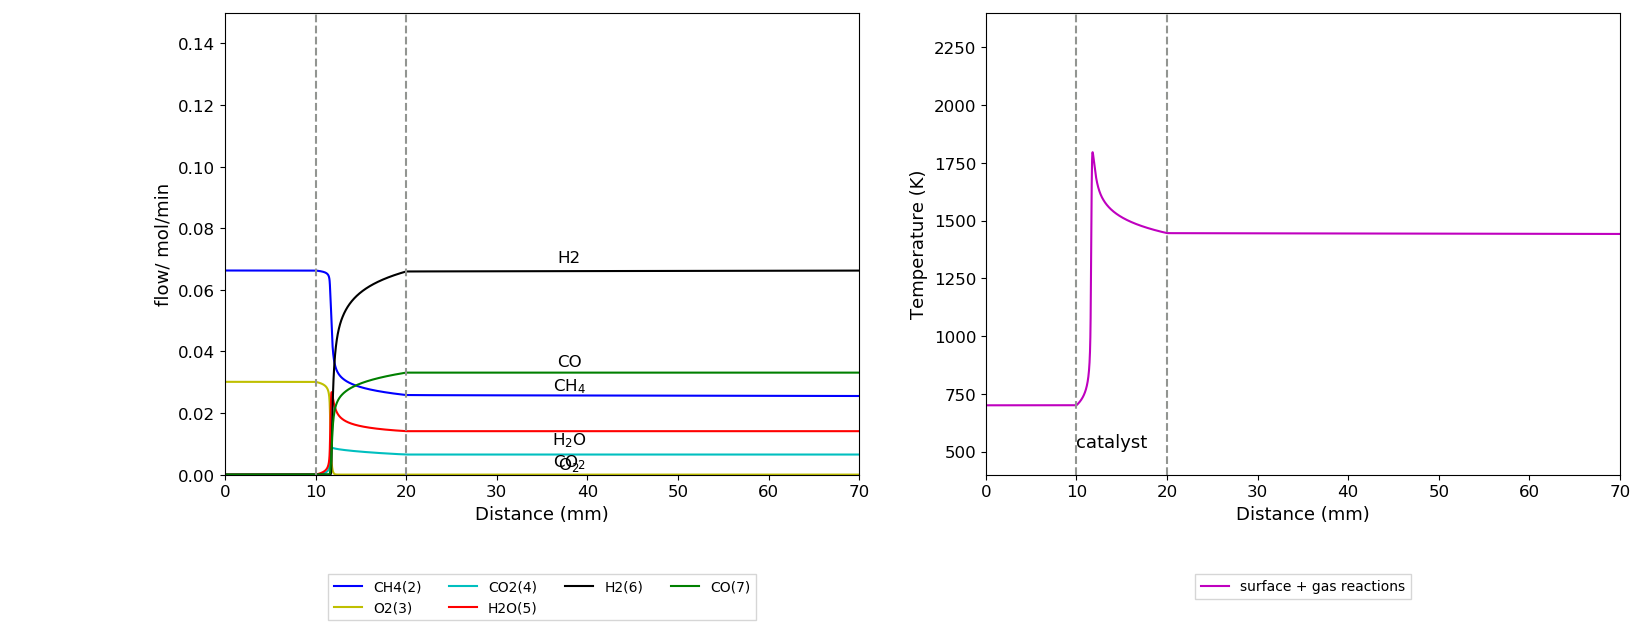 0.14
0.12
0.10
0.08
0.06
0.04
0.02
0.00
flow/ mol/min
H2
CO
CH4
H2O
CO2
O2
0 10 20 30 40 50 60 70
Distance (mm)
CH4(2) CO2(4) H2(6) CO(7)
O2(3) H2O(5)
2250
2000
1750
1500
1250
1000
750
500
Temperature (K)
catalyst
0 10 20 30 40 50 60 70
Distance (mm)
surface + gas reactions